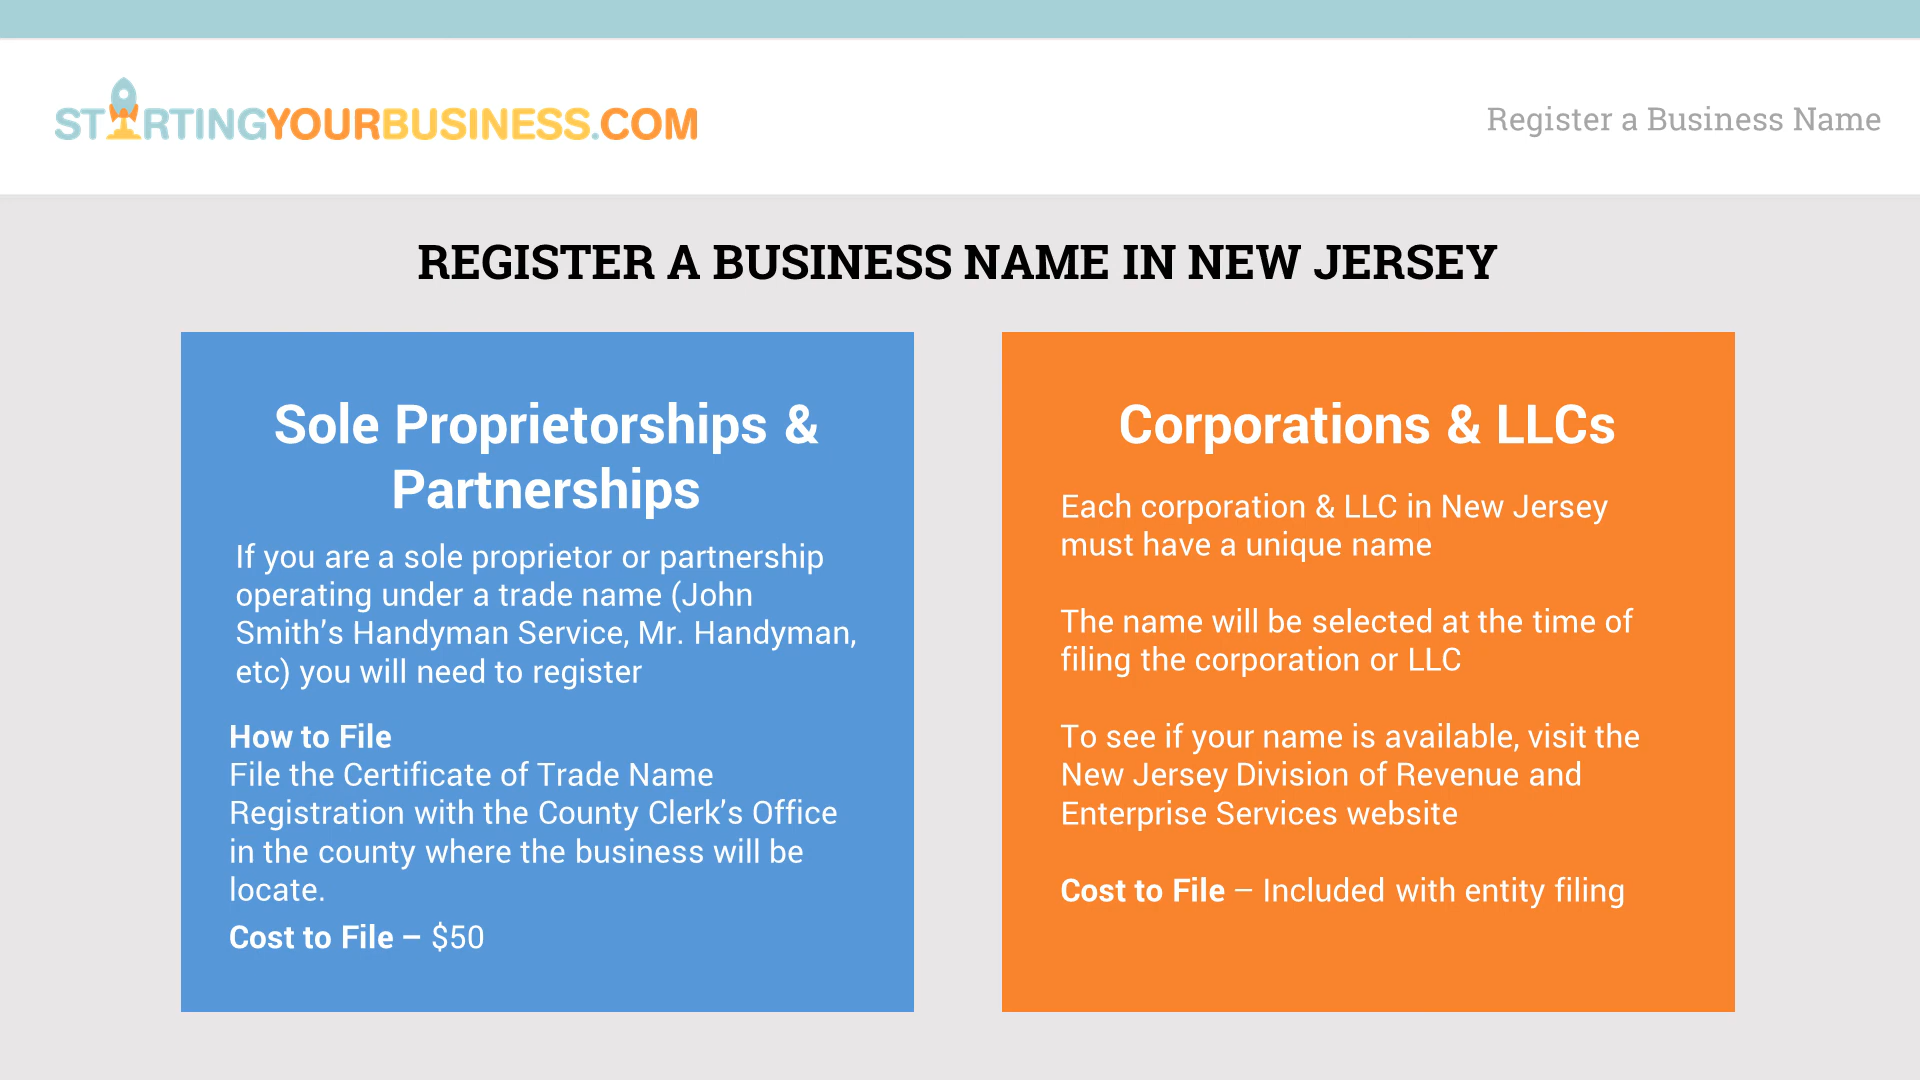 STARTINGYOURBUSINESS.COM
Register a Business Name
REGISTER A BUSINESS NAME IN NEW JERSEY
Sole Proprietorships &
Partnerships
If you are a sole proprietor or partnership
operating under a trade name (John
Smith’s Handyman Service, Mr. Handyman,
etc) you will need to register
How to File
File the Certificate of Trade Name
Registration with the County Clerk’s Office
in the county where the business will be
locate.
Cost to File – $50
Corporations & LLCs
Each corporation & LLC in New Jersey
must have a unique name
The name will be selected at the time of
filing the corporation or LLC
To see if your name is available, visit the
New Jersey Division of Revenue and
Enterprise Services website
Cost to File – Included with entity filing